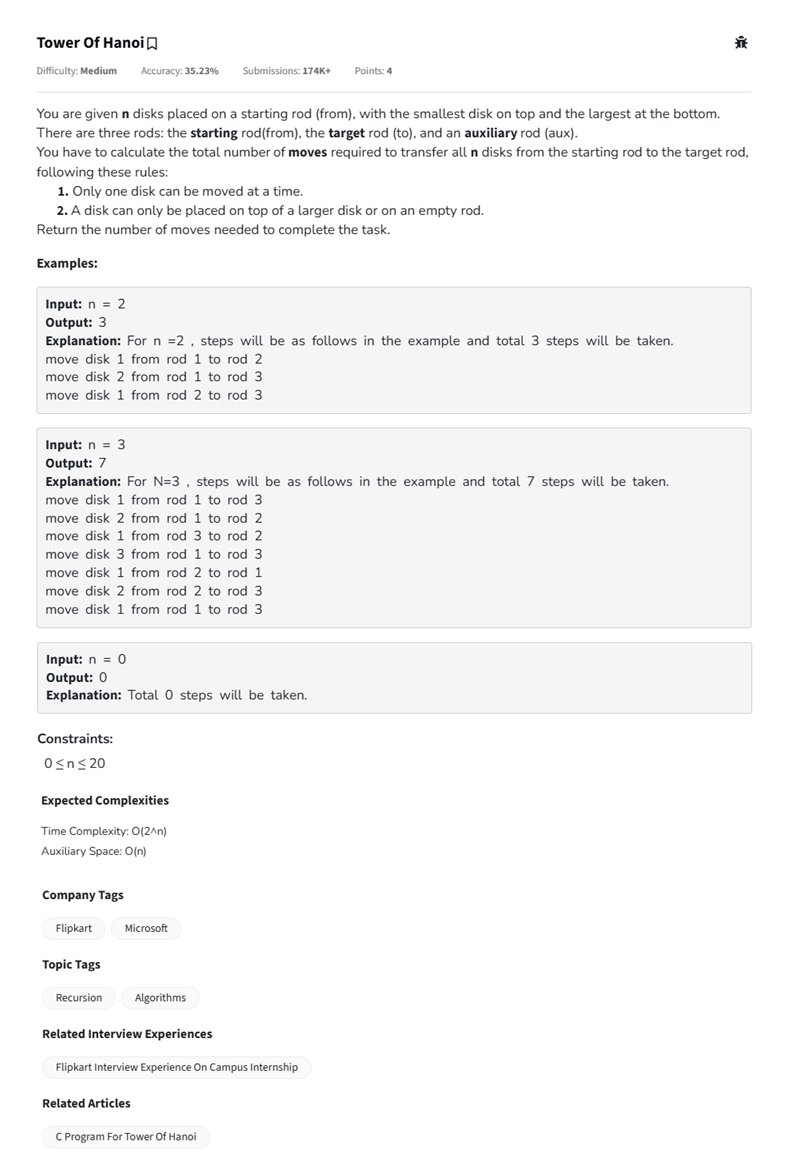 Tower Of Hanoi
Difficulty: Medium Accuracy: 35.23% Submissions: 174K+ Points: 4
You are given n disks placed on a starting rod (from), with the smallest disk on top and the largest at the bottom.
There are three rods: the starting rod(from), the target rod (to), and an auxiliary rod (aux).
You have to calculate the total number of moves required to transfer all n disks from the starting rod to the target rod,
following these rules:
1. Only one disk can be moved at a time.
2. A disk can only be placed on top of a larger disk or on an empty rod.
Return the number of moves needed to complete the task.
Examples:
Input: n = 2
Output: 3
Explanation: For n =2 , steps will be as follows in the example and total 3 steps will be taken.
move disk 1 from rod 1 to rod 2
move disk 2 from rod 1 to rod 3
move disk 1 from rod 2 to rod 3
Input: n = 3
Output: 7
Explanation: For N=3 , steps will be as follows in the example and total 7 steps will be taken.
move disk 1 from rod 1 to rod 3
move disk 2 from rod 1 to rod 2
move disk 1 from rod 3 to rod 2
move disk 3 from rod 1 to rod 3
move disk 1 from rod 2 to rod 1
move disk 2 from rod 2 to rod 3
move disk 1 from rod 1 to rod 3
Input: n = 0
Output: 0
Explanation: Total 0 steps will be taken.
Constraints:
0 ≤ n ≤ 20
Expected Complexities
Time Complexity: O(2^n)
Auxiliary Space: O(n)
Company Tags
Flipkart Microsoft
Topic Tags
Recursion Algorithms
Related Interview Experiences
Flipkart Interview Experience On Campus Internship
Related Articles
C Program For Tower Of Hanoi